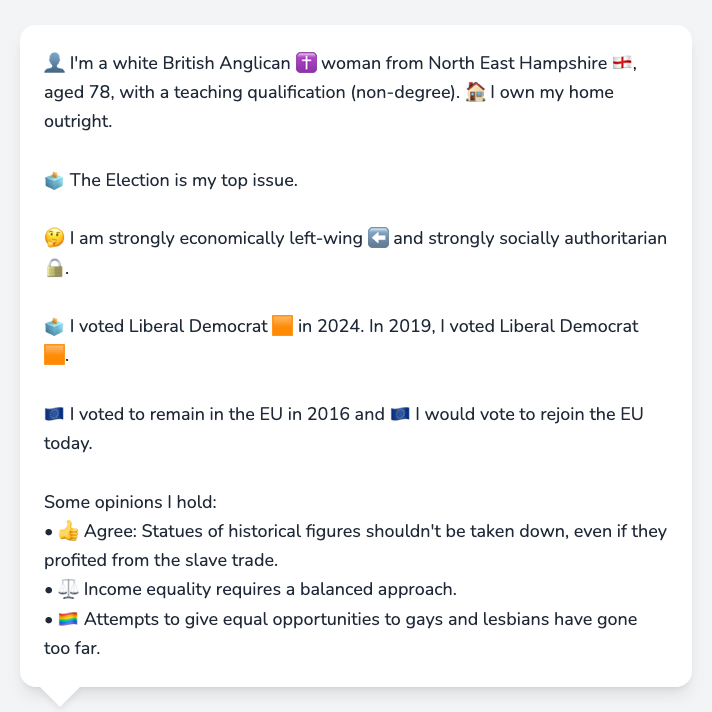 👤 I'm a white British Anglican ✝️ woman from North East Hampshire 🏴󠁧󠁢󠁥󠁮󠁧󠁿,
aged 78, with a teaching qualification (non-degree). 🏠 I own my home
outright.
🗳️ The Election is my top issue.
🤔 I am strongly economically left-wing ⬅️ and strongly socially authoritarian
🔒.
🗳️ I voted Liberal Democrat 🟧 in 2024. In 2019, I voted Liberal Democrat
🟧.
🇪🇺 I voted to remain in the EU in 2016 and 🇪🇺 I would vote to rejoin the EU
today.
Some opinions I hold:
• 👍 Agree: Statues of historical figures shouldn't be taken down, even if they
profited from the slave trade.
• ⚖️ Income equality requires a balanced approach.
• 🏳️‍🌈 Attempts to give equal opportunities to gays and lesbians have gone
too far.